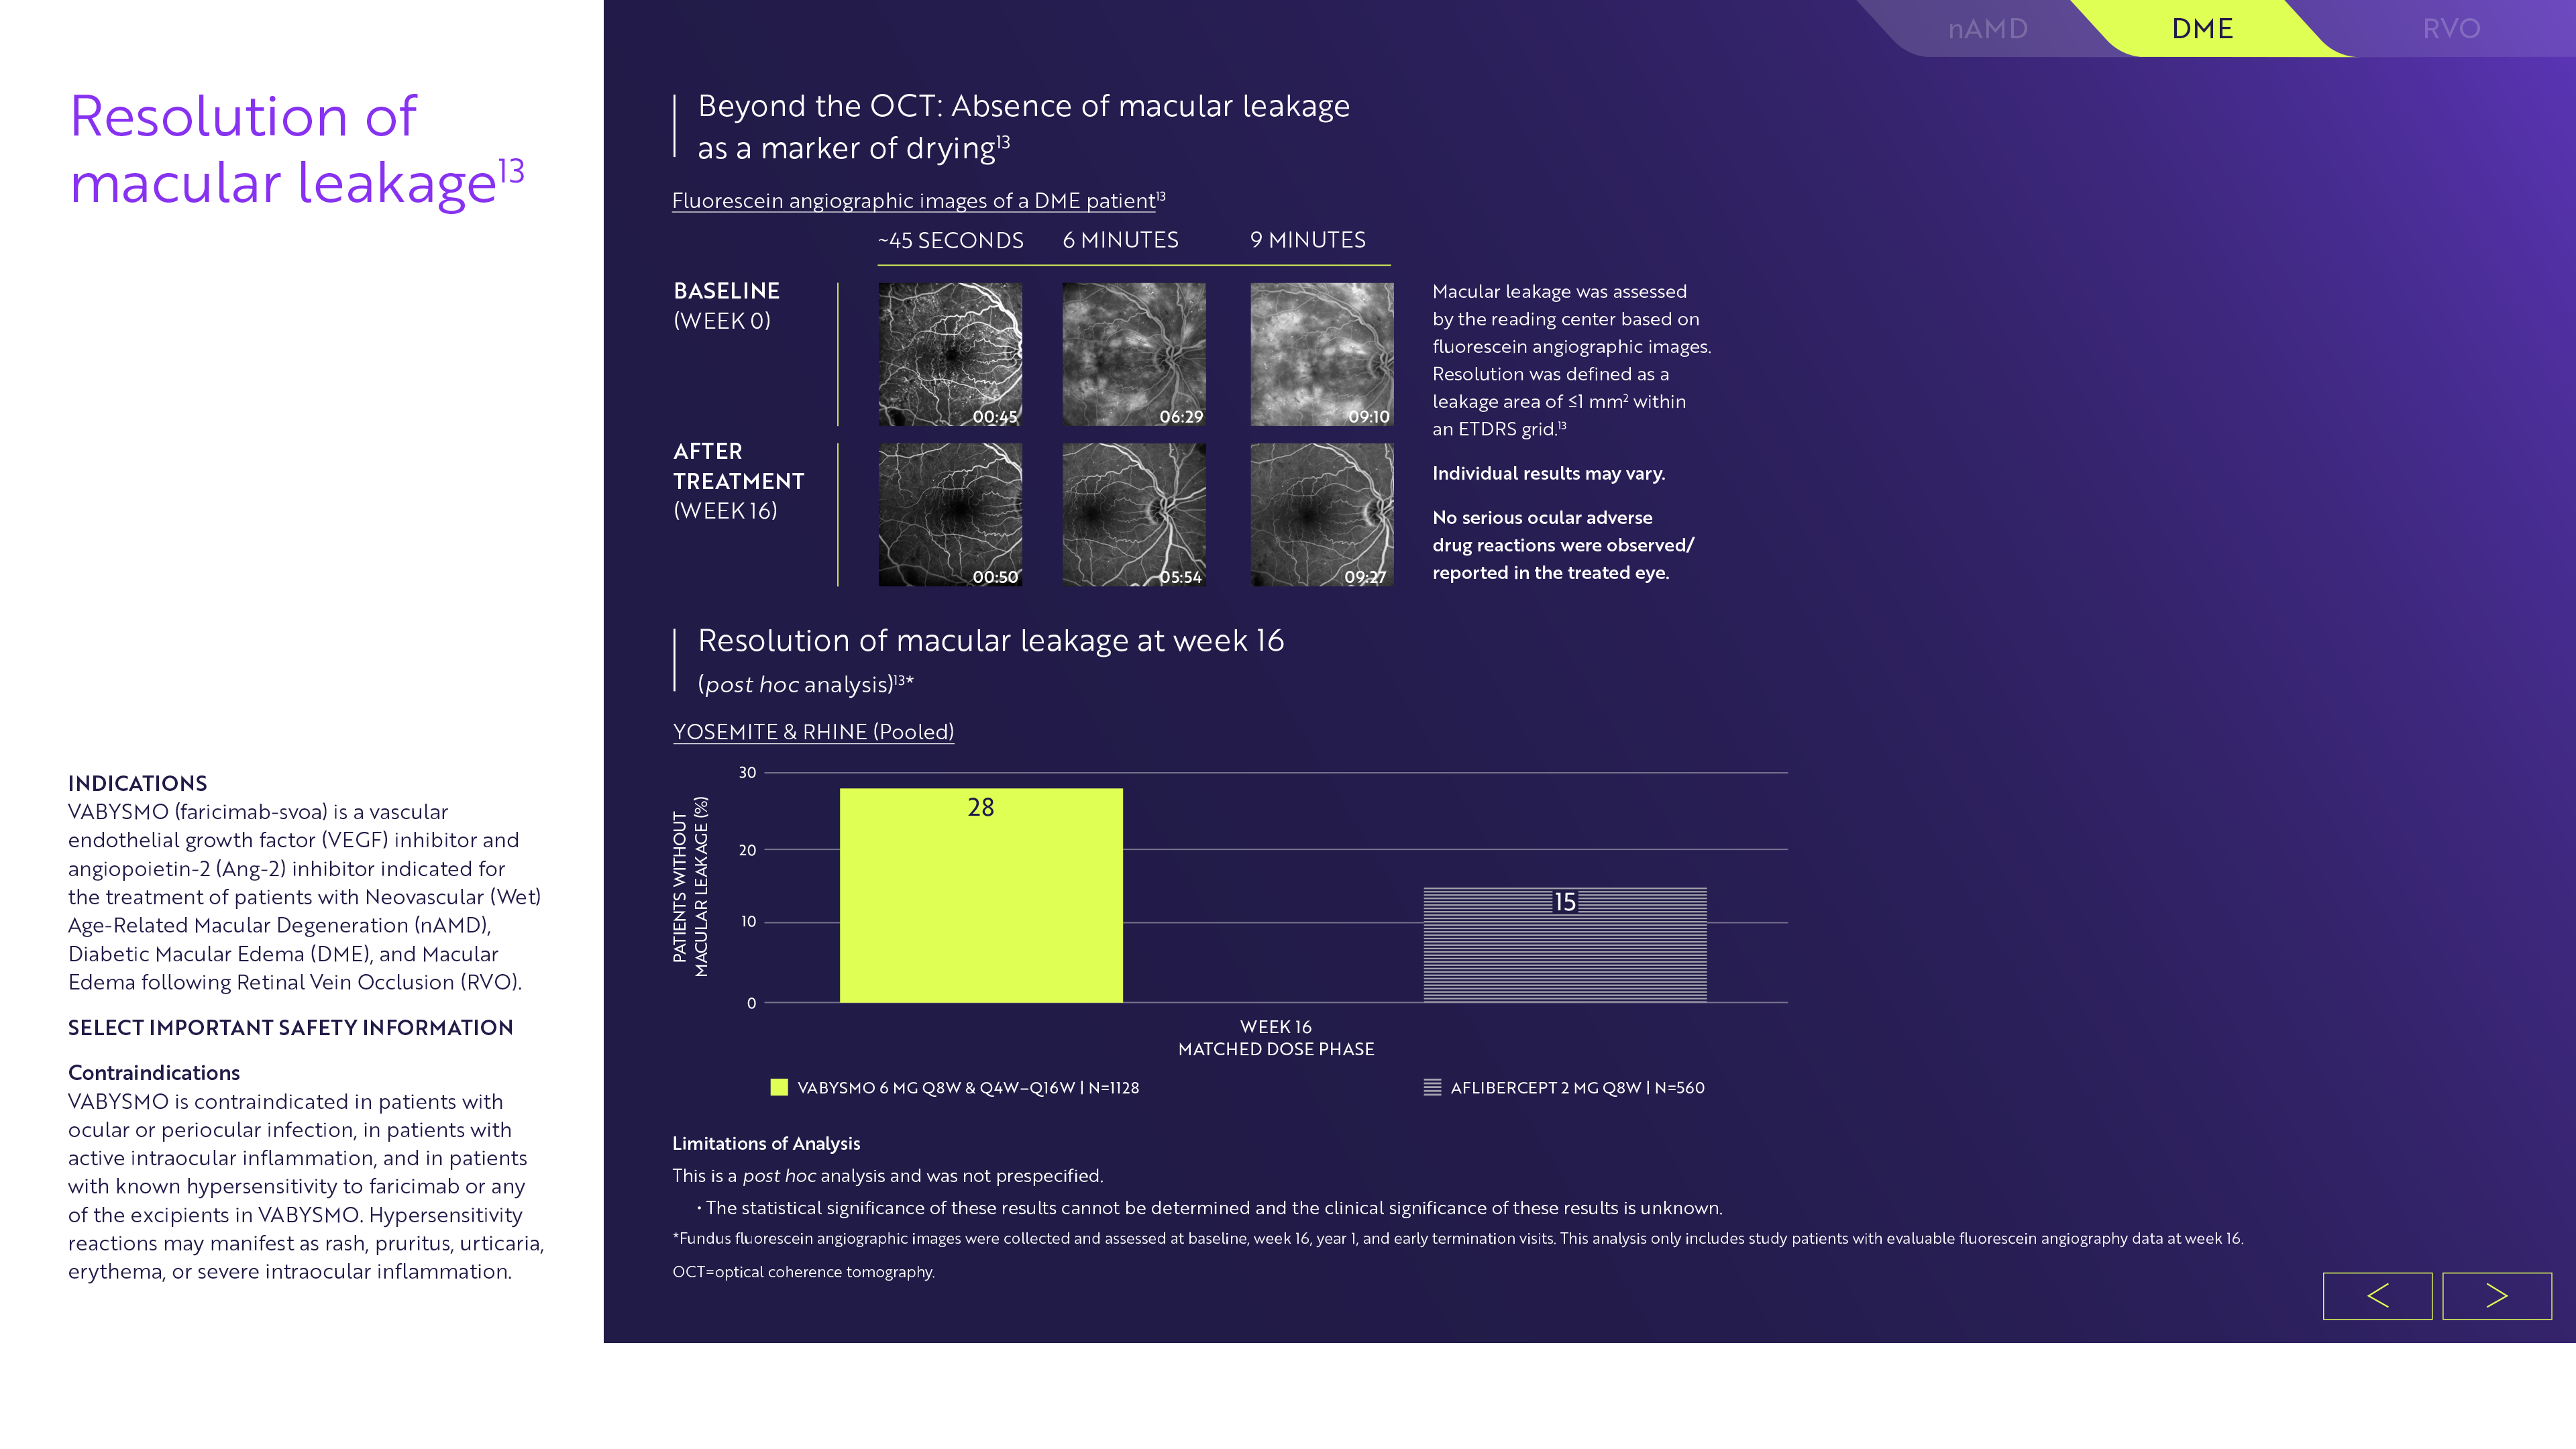 nAMD
DME
RVO
Resolution of
macular leakage13
INDICATIONS
VABYSMO (faricimab-svoa) is a vascular
endothelial growth factor (VEGF) inhibitor and
angiopoietin-2 (Ang-2) inhibitor indicated for
the treatment of patients with Neovascular (Wet)
Age-Related Macular Degeneration (nAMD),
Diabetic Macular Edema (DME), and Macular
Edema following Retinal Vein Occlusion (RVO).
SELECT IMPORTANT SAFETY INFORMATION
Contraindications
VABYSMO is contraindicated in patients with
ocular or periocular infection, in patients with
active intraocular inflammation, and in patients
with known hypersensitivity to faricimab or any
of the excipients in VABYSMO. Hypersensitivity
reactions may manifest as rash, pruritus, urticaria,
erythema, or severe intraocular inflammation.
Beyond the OCT: Absence of macular leakage
as a marker of drying13
Fluorescein angiographic images of a DME patient13
~45 SECONDS
6 MINUTES
9 MINUTES
BASELINE
(WEEK 0)
00:45
06:29
09:10
AFTER
TREATMENT
(WEEK 16)
00:50
05:54
09:27
Macular leakage was assessed
by the reading center based on
fluorescein angiographic images.
Resolution was defined as a
leakage area of ≤1 mm² within
an ETDRS grid.13
Individual results may vary.
No serious ocular adverse
drug reactions were observed/
reported in the treated eye.
Resolution of macular leakage at week 16
(post hoc analysis)13*
YOSEMITE & RHINE (Pooled)
PATIENTS WITHOUT
MACULAR LEAKAGE (%)
30
20
10
0
28
15
WEEK 16
MATCHED DOSE PHASE
VABYSMO 6 MG Q8W & Q4W–Q16W | N=1128
AFLIBERCEPT 2 MG Q8W | N=560
Limitations of Analysis
This is a post hoc analysis and was not prespecified.
• The statistical significance of these results cannot be determined and the clinical significance of these results is unknown.
*Fundus fluorescein angiographic images were collected and assessed at baseline, week 16, year 1, and early termination visits. This analysis only includes study patients with evaluable fluorescein angiography data at week 16.
OCT=optical coherence tomography.